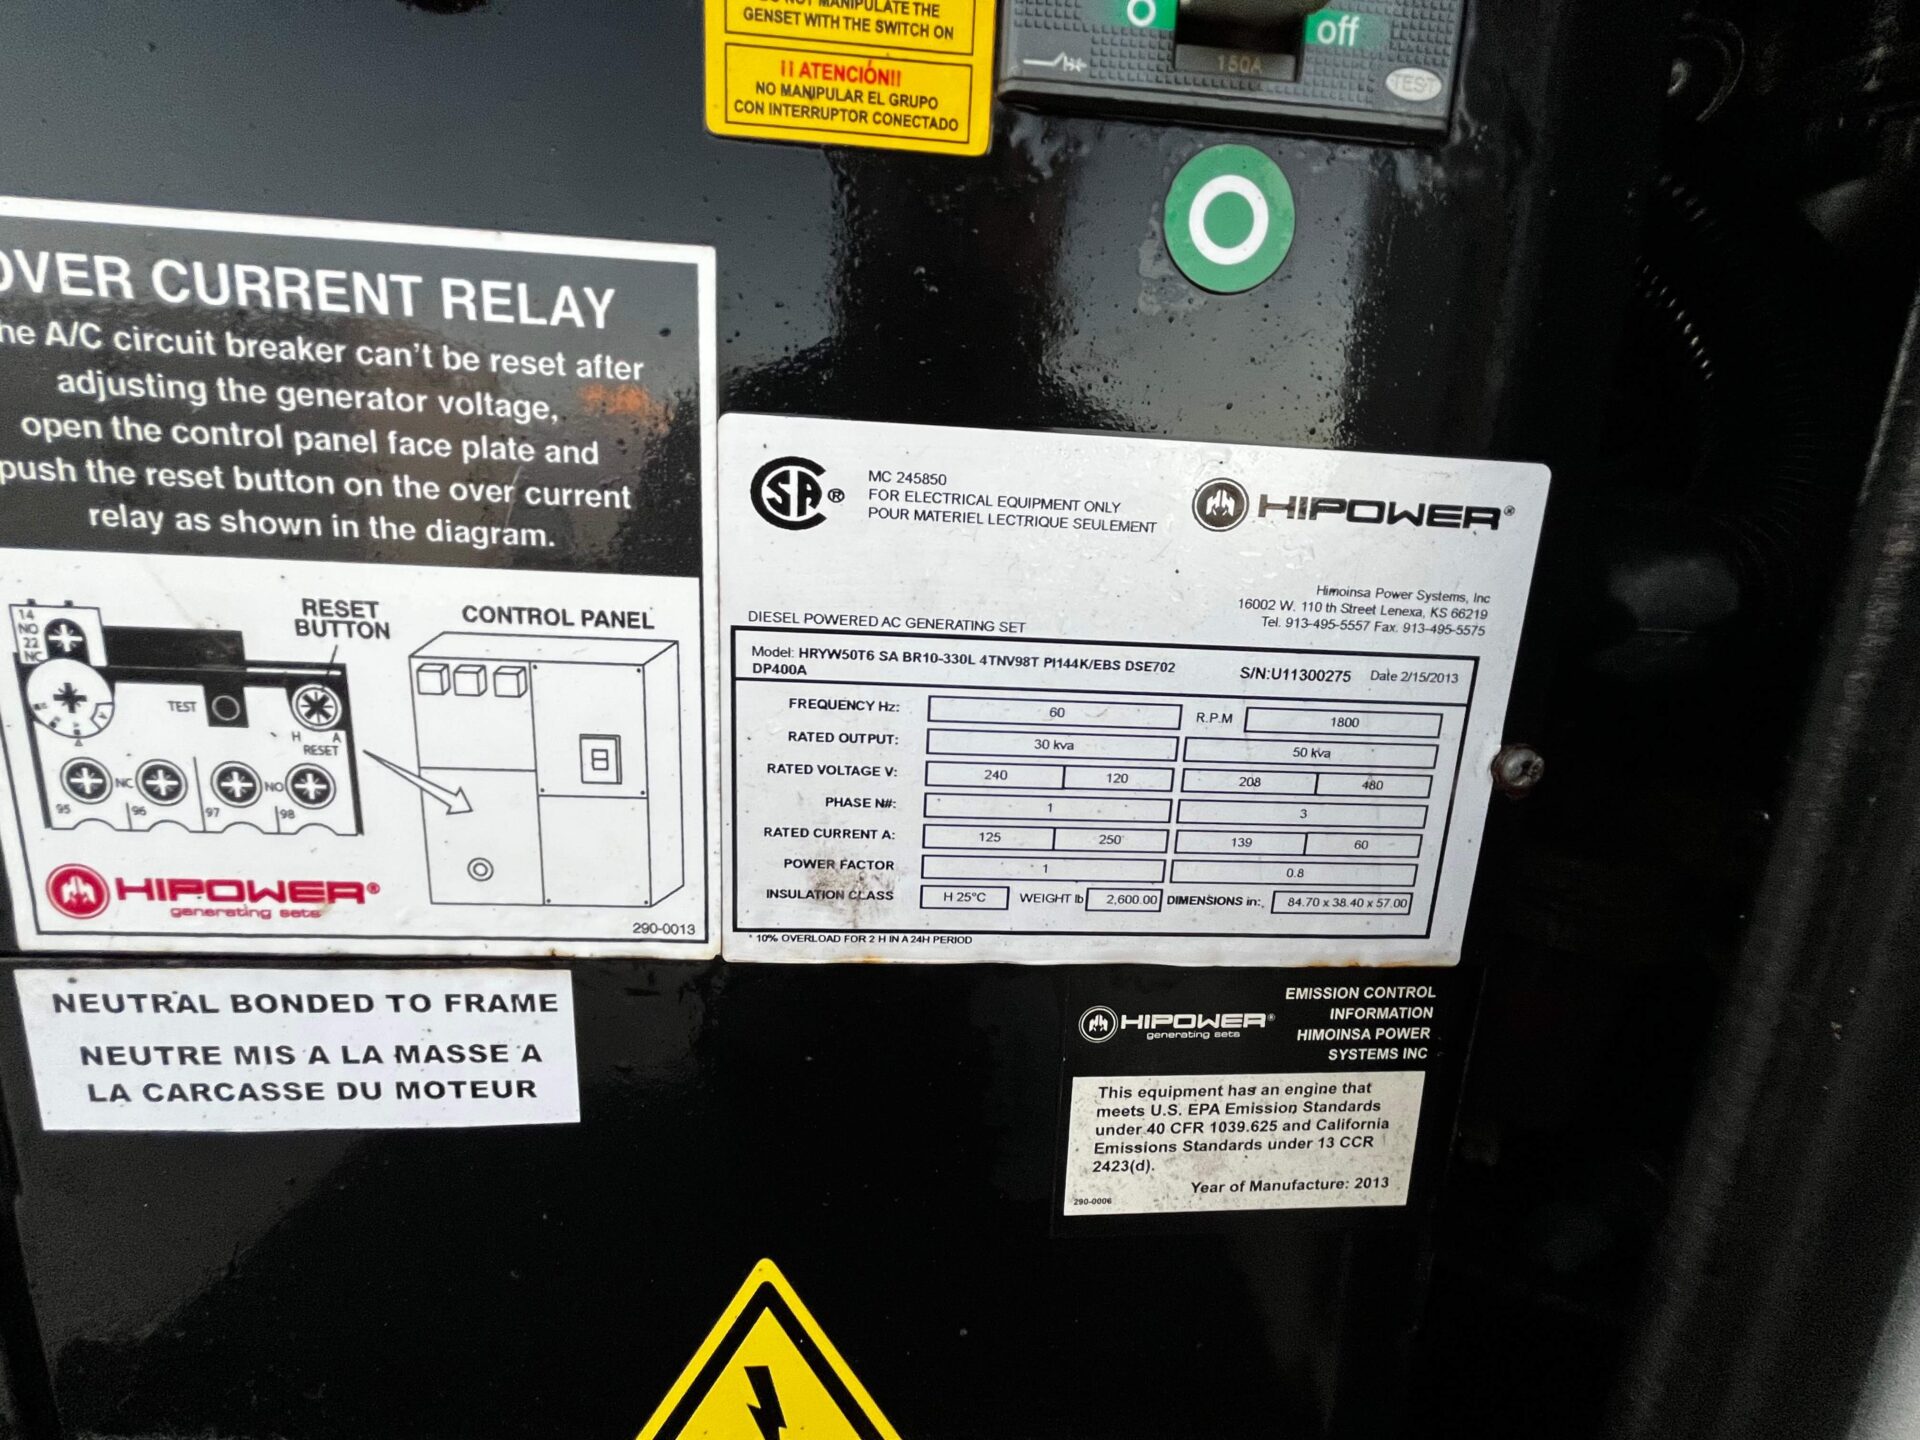 GENSET WITH THE SWITCH ON
¡¡ ATENCIÓN!!
NO MANIPULAR EL GRUPO
CON INTERRUPTOR CONECTADO
O
off
150A
TEST
OVER CURRENT RELAY
he A/C circuit breaker can't be reset after
adjusting the generator voltage,
open the control panel face plate and
push the reset button on the over current
relay as shown in the diagram.
RESET
BUTTON
CONTROL PANEL
14
NO
22
NC
TEST
H A
RESET
NC
NO
95 96 97 98
HIPOWER®
generating sets
290-0013
NEUTRAL BONDED TO FRAME
NEUTRE MIS A LA MASSE A
LA CARCASSE DU MOTEUR
SA ®
MC 245850
FOR ELECTRICAL EQUIPMENT ONLY
POUR MATERIEL LECTRIQUE SEULEMENT
HIPOWER®
Himoinsa Power Systems, Inc
16002 W. 110 th Street Lenexa, KS 66219
Tel. 913-495-5557 Fax. 913-495-5575
DIESEL POWERED AC GENERATING SET
Model: HRYW50T6 SA BR10-330L 4TNV98T PI144K/EBS DSE702 S/N:U11300275 Date 2/15/2013
DP400A
FREQUENCY Hz: 60 R.P.M 1800
RATED OUTPUT: 30 kva 50 kva
RATED VOLTAGE V: 240 120 208 480
PHASE N#: 1 3
RATED CURRENT A: 125 250 139 60
POWER FACTOR 1 0.8
INSULATION CLASS H 25°C WEIGHT lb 2,600.00 DIMENSIONS in:. 84.70 x 38.40 x 57.00
* 10% OVERLOAD FOR 2 H IN A 24H PERIOD
HIPOWER®
generating sets
EMISSION CONTROL
INFORMATION
HIMOINSA POWER
SYSTEMS INC
This equipment has an engine that
meets U.S. EPA Emission Standards
under 40 CFR 1039.625 and California
Emissions Standards under 13 CCR
2423(d).
Year of Manufacture: 2013
290-0006